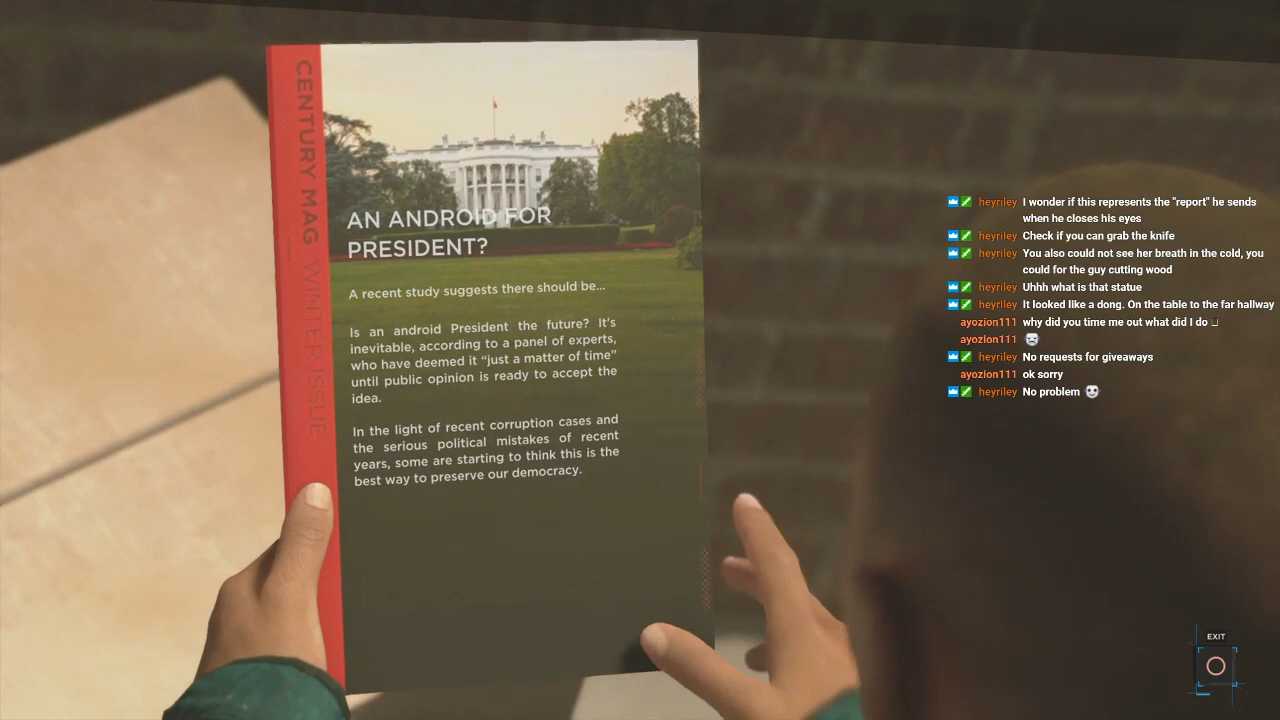 CENTURY MAG WINTER ISSUE
AN ANDROID FOR
PRESIDENT?
A recent study suggests there should be...
Is an android President the future? It's
inevitable, according to a panel of experts,
who have deemed it “just a matter of time”
until public opinion is ready to accept the
idea.
In the light of recent corruption cases and
the serious political mistakes of recent
years, some are starting to think this is the
best way to preserve our democracy.
heyriley I wonder if this represents the "report" he sends
when he closes his eyes
heyriley Check if you can grab the knife
heyriley You also could not see her breath in the cold, you
could for the guy cutting wood
heyriley Uhhh what is that statue
heyriley It looked like a dong. On the table to the far hallway
ayozion111 why did you time me out what did I do
ayozion111
heyriley No requests for giveaways
ayozion111 ok sorry
heyriley No problem
EXIT